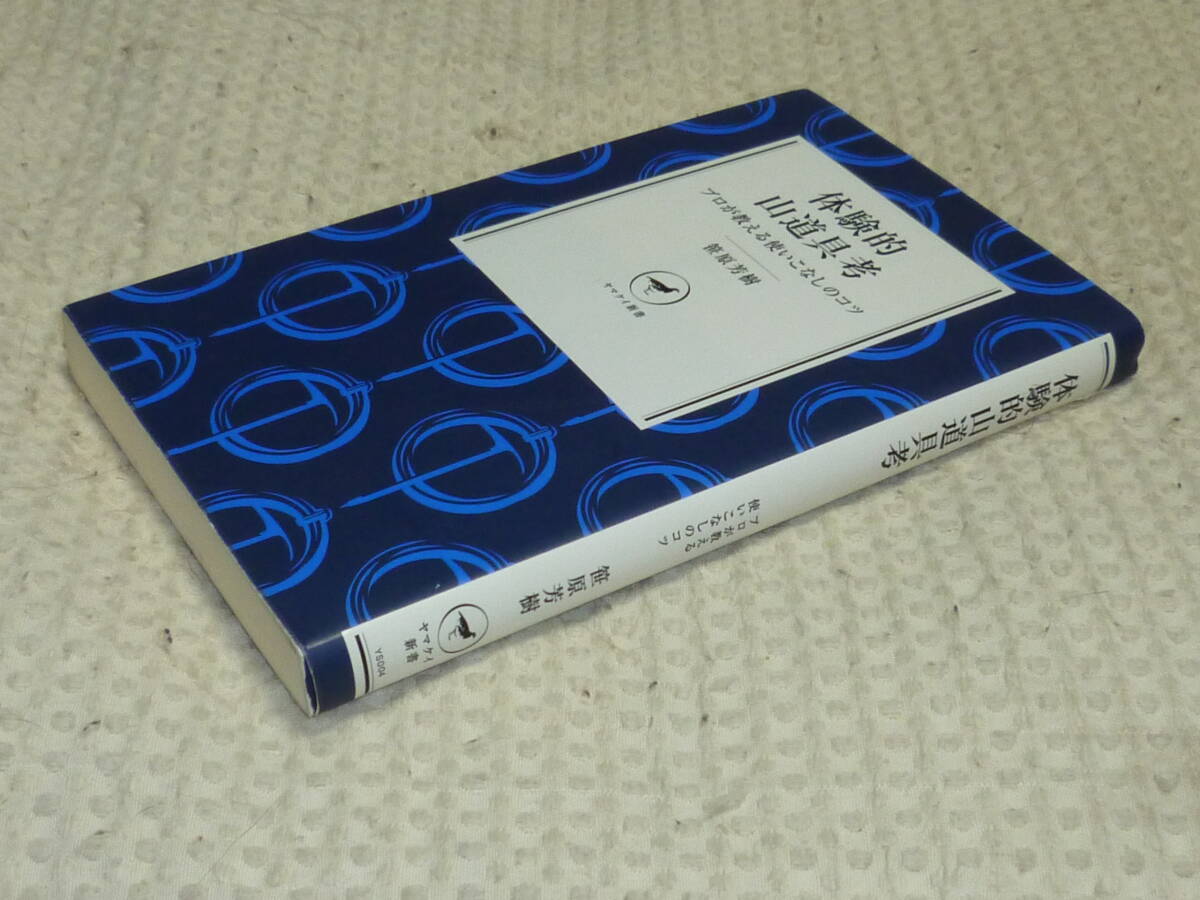 体験的
山道具考
プロが教える使いこなしのコツ
笹原芳樹
ヤマケイ新書
体験的山道具考
プロが教える
使いこなしのコツ
笹原芳樹
ヤマケイ
新書
YS004